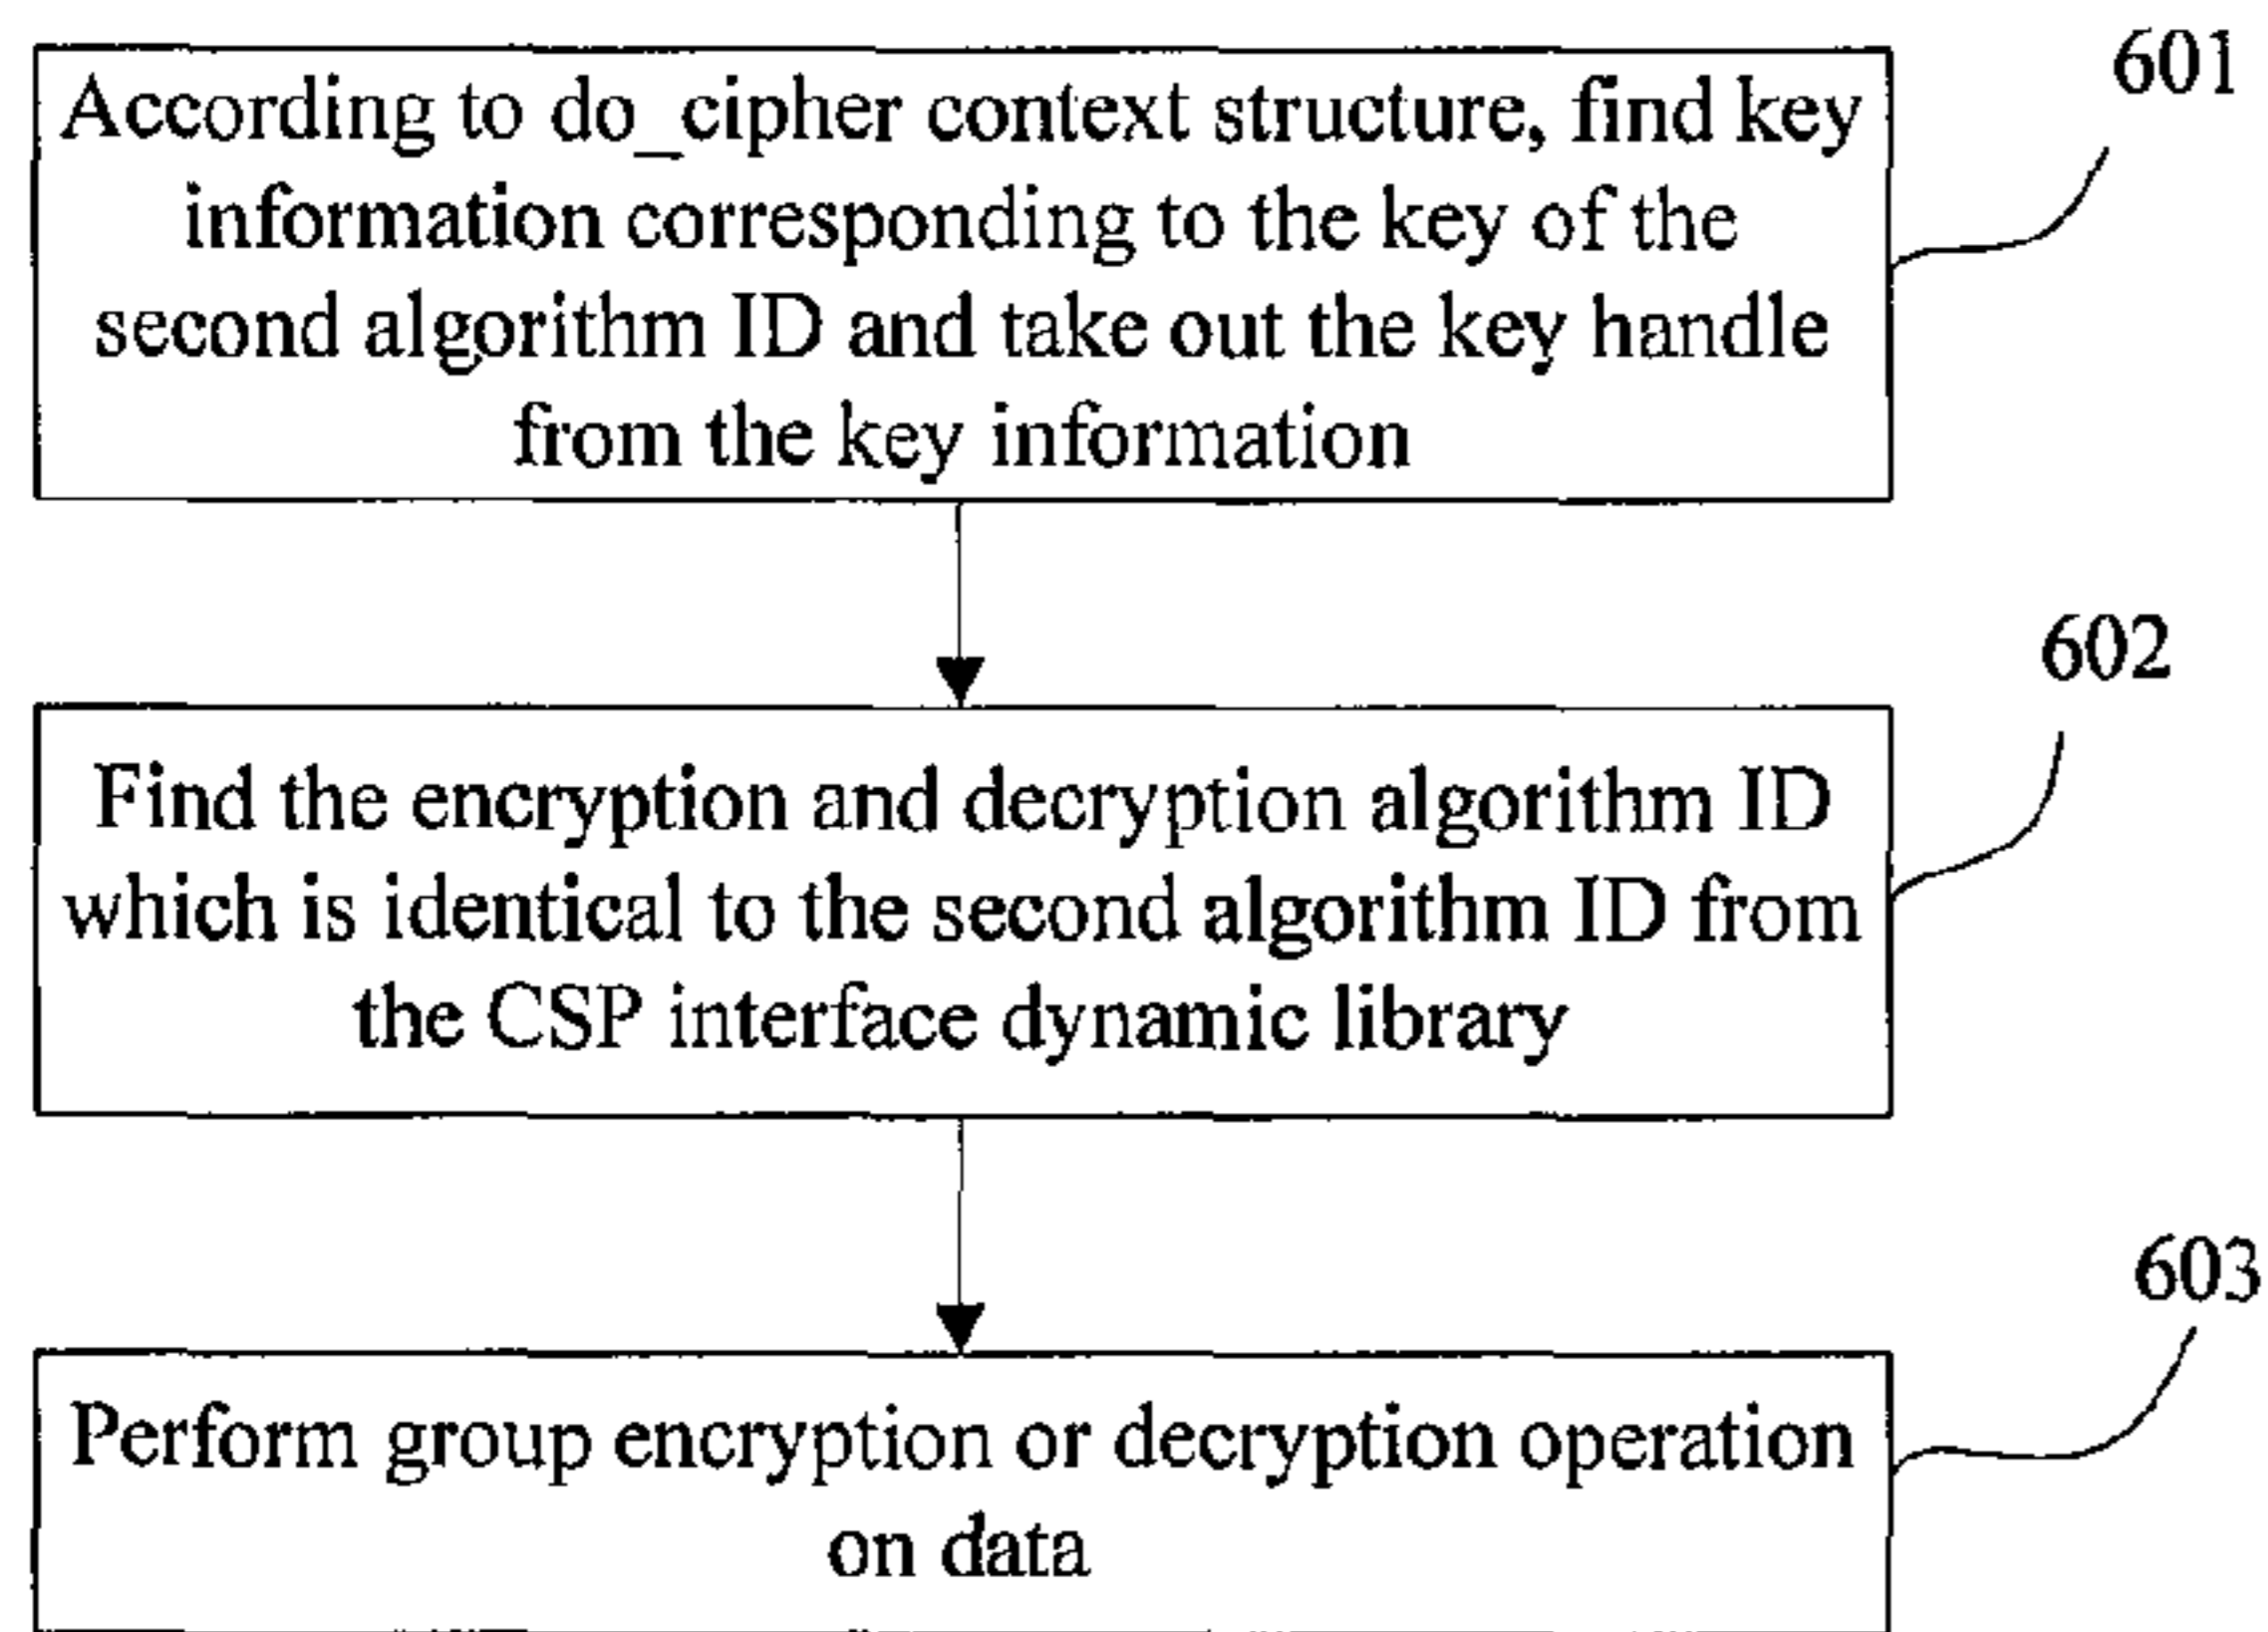 601
According to do_cipher context structure, find key
information corresponding to the key of the
second algorithm ID and take out the key handle
from the key information
602
Find the encryption and decryption algorithm ID
which is identical to the second algorithm ID from
the CSP interface dynamic library
603
Perform group encryption or decryption operation
on data